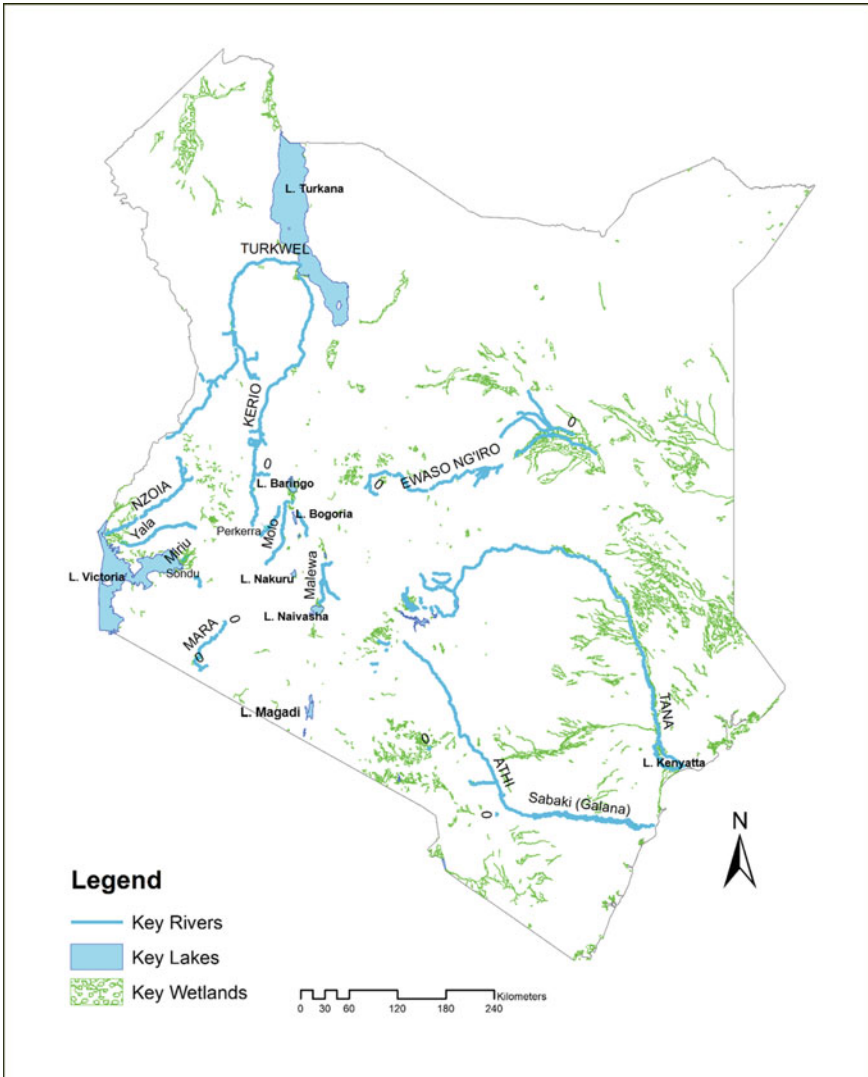 L. Turkana
TURKWEL
KERIO
0
EWASO NG'IRO
0
0
L. Baringo
NZOIA
L. Bogoria
Yala
Perkerra
Molo
Miriu
Sondu
L. Victoria
L. Nakuru
Malewa
L. Naivasha
MARA
0
0
L. Magadi
TANA
0
L. Kenyatta
ATHI
Sabaki (Galana)
0
N
Legend
Key Rivers
Key Lakes
Key Wetlands
Kilometers
0 30 60 120 180 240